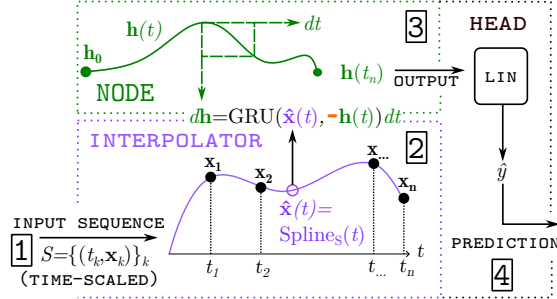 h(t)
dt
3
HEAD
h₀
h(tₙ)
OUTPUT
LIN
NODE
dh=GRU(x̂(t),-h(t))dt
INTERPOLATOR
2
x₁
x₂
x...
xₙ
ŷ
x̂(t)=
Splineₛ(t)
1
INPUT SEQUENCE
S={(tₖ,xₖ)}ₖ
(TIME-SCALED)
t
t₁
t₂
t...
tₙ
PREDICTION
4